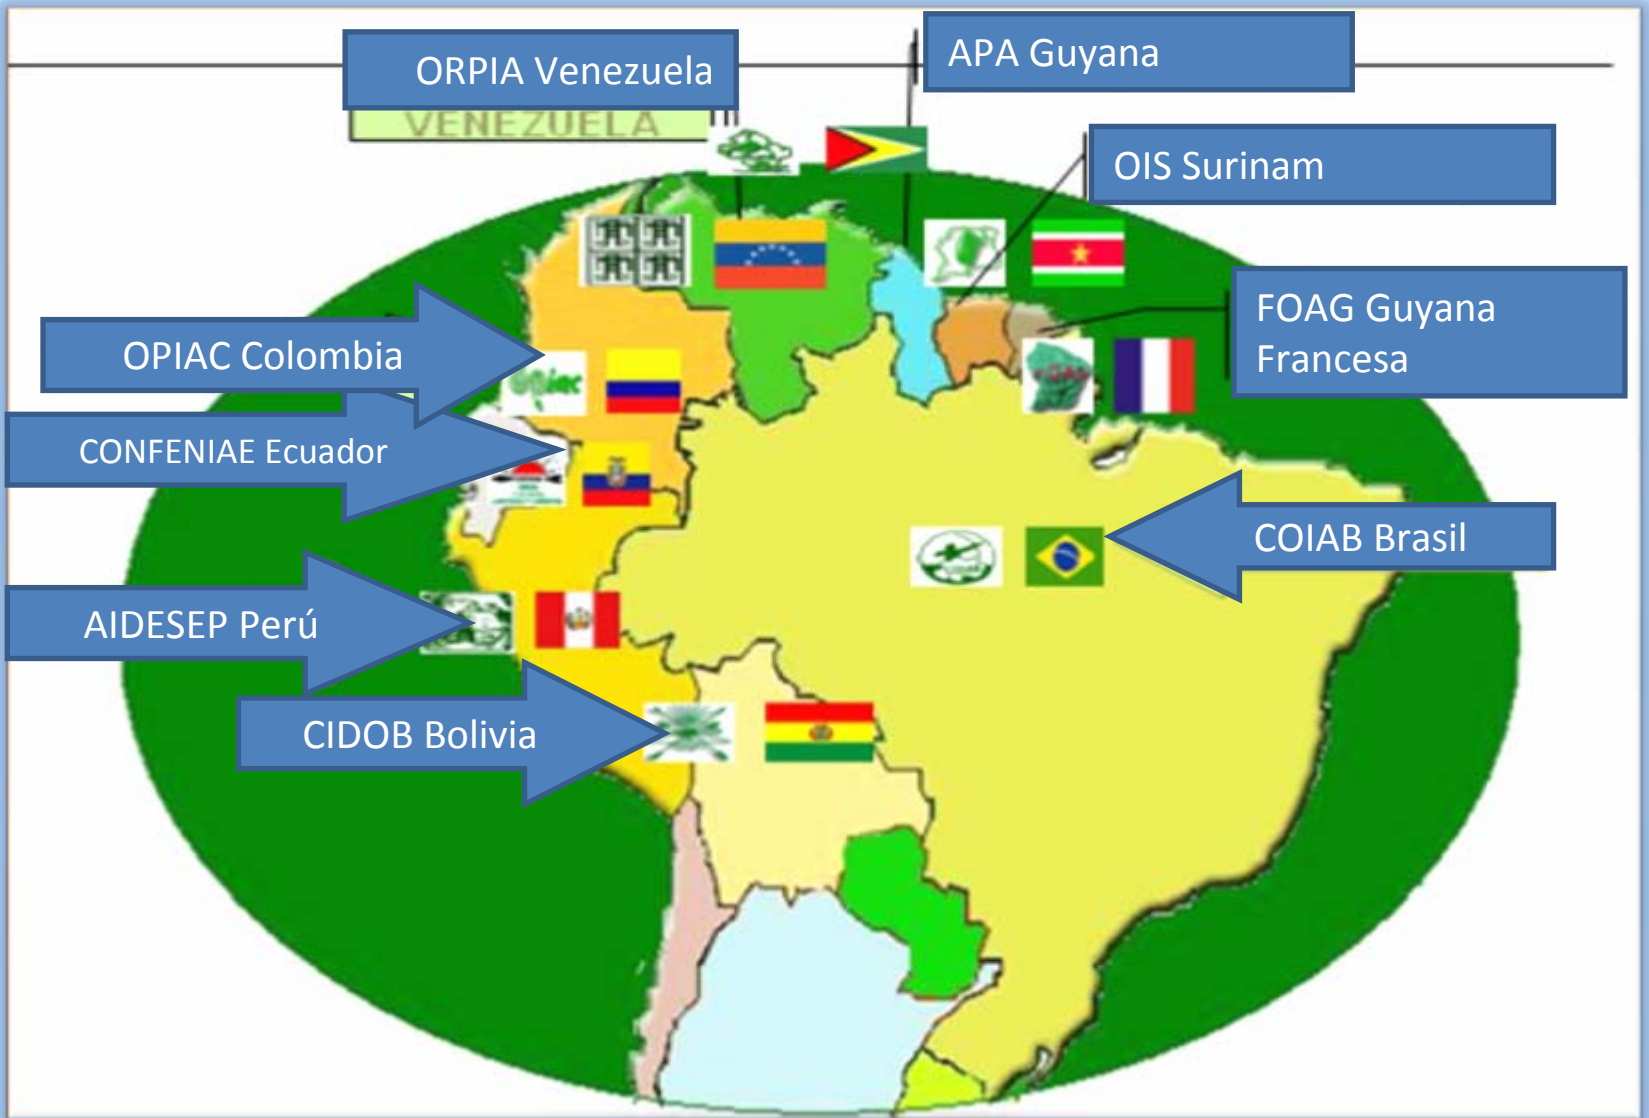 ORPIA Venezuela
APA Guyana
VENEZUELA
OIS Surinam
FOAG Guyana
Francesa
OPIAC Colombia
CONFENIAE Ecuador
COIAB Brasil
AIDESEP Perú
CIDOB Bolivia